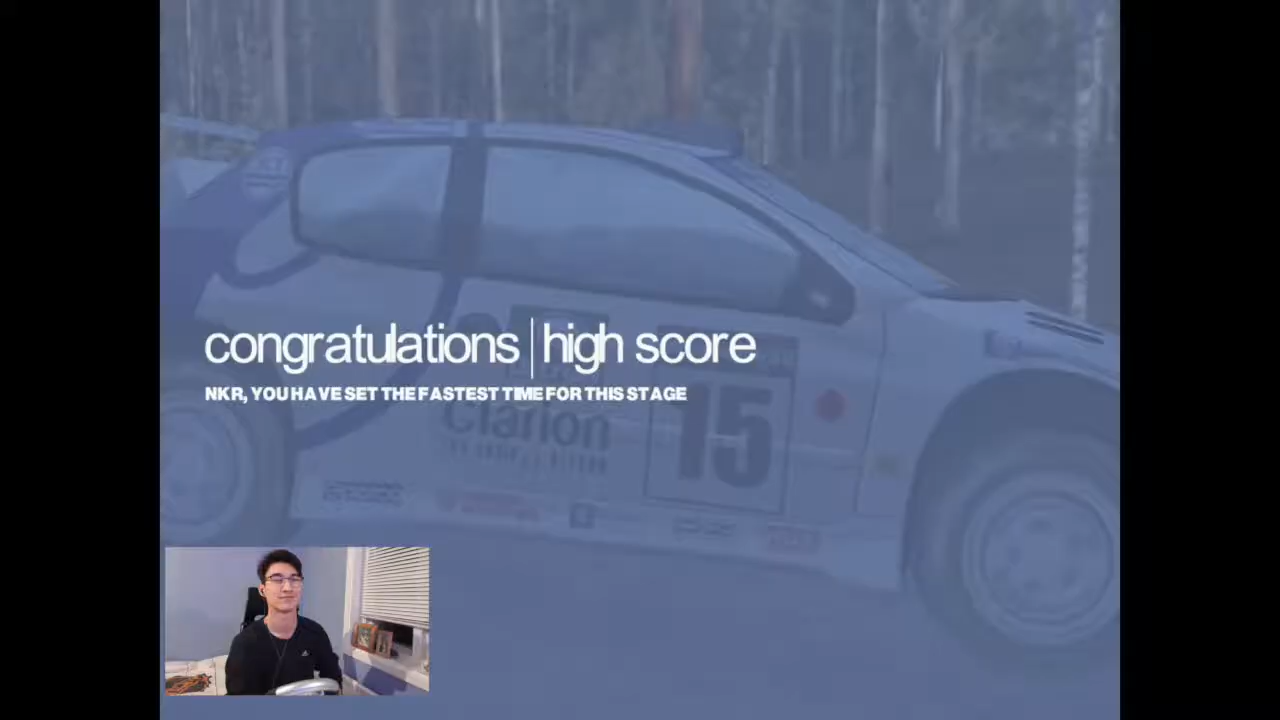 congratulations | high score
NKR, YOU HAVE SET THE FASTEST TIME FOR THIS STAGE
Clarion
15